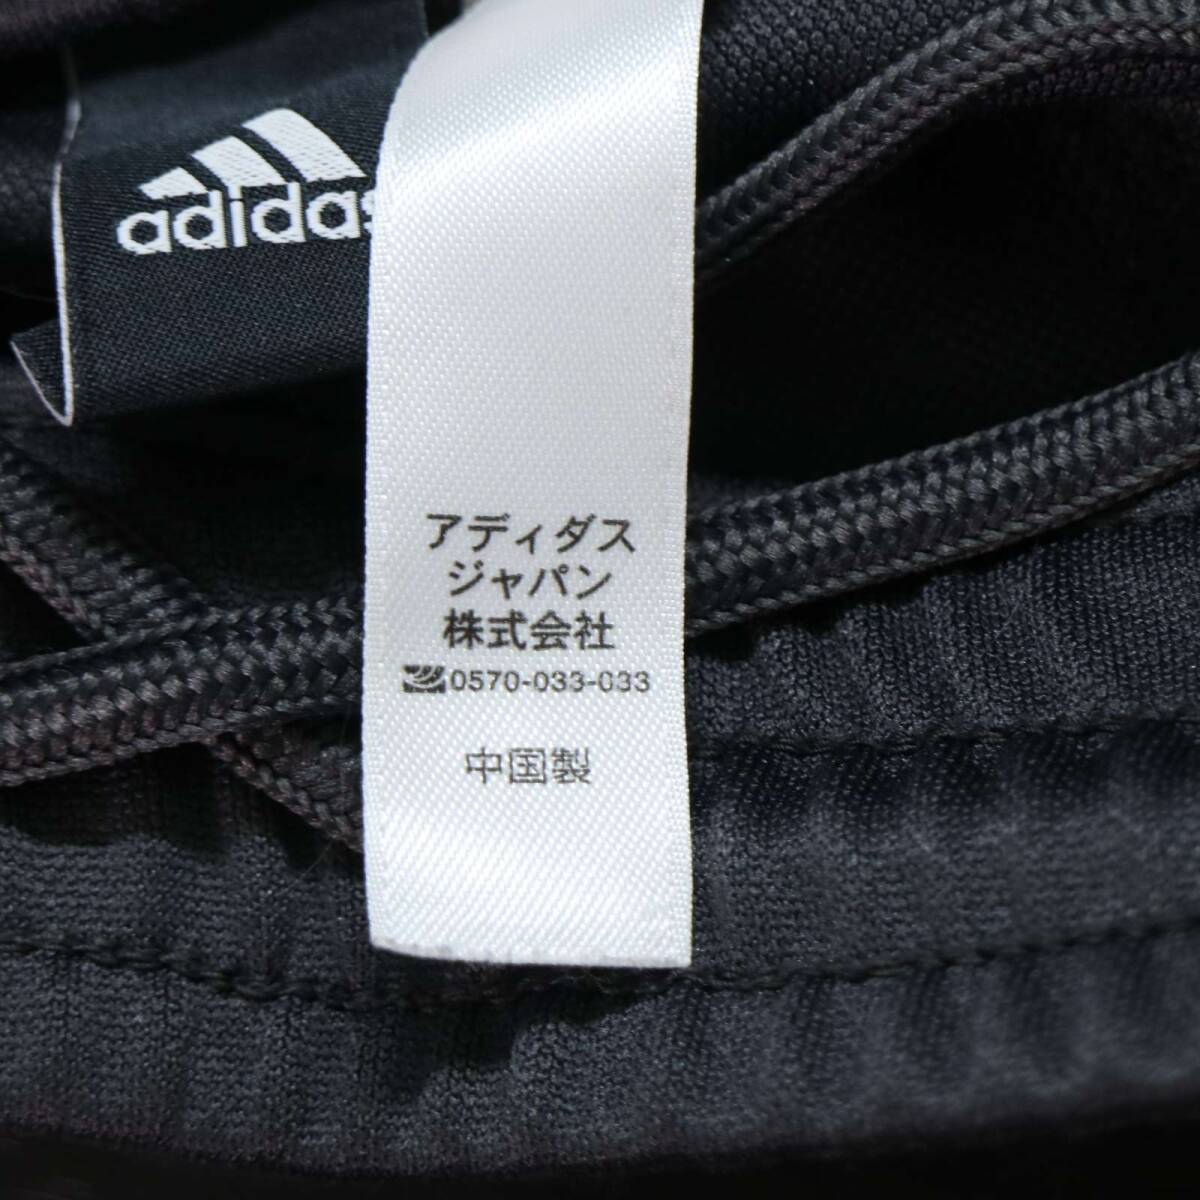 adidas
アディダス
ジャパン
株式会社
0570-033-033
中国製